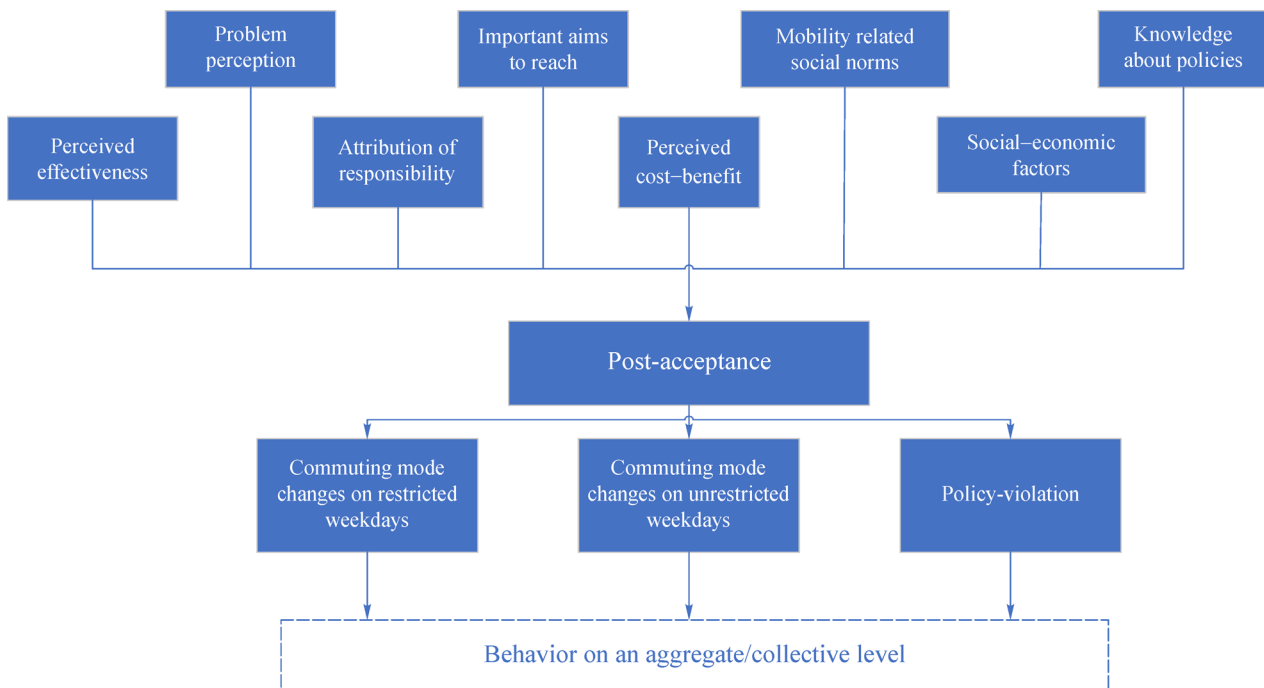 Problem
perception
Important aims
to reach
Mobility related
social norms
Knowledge
about policies
Perceived
effectiveness
Attribution of
responsibility
Perceived
cost−benefit
Social−economic
factors
Post-acceptance
Commuting mode
changes on restricted
weekdays
Commuting mode
changes on unrestricted
weekdays
Policy-violation
Behavior on an aggregate/collective level